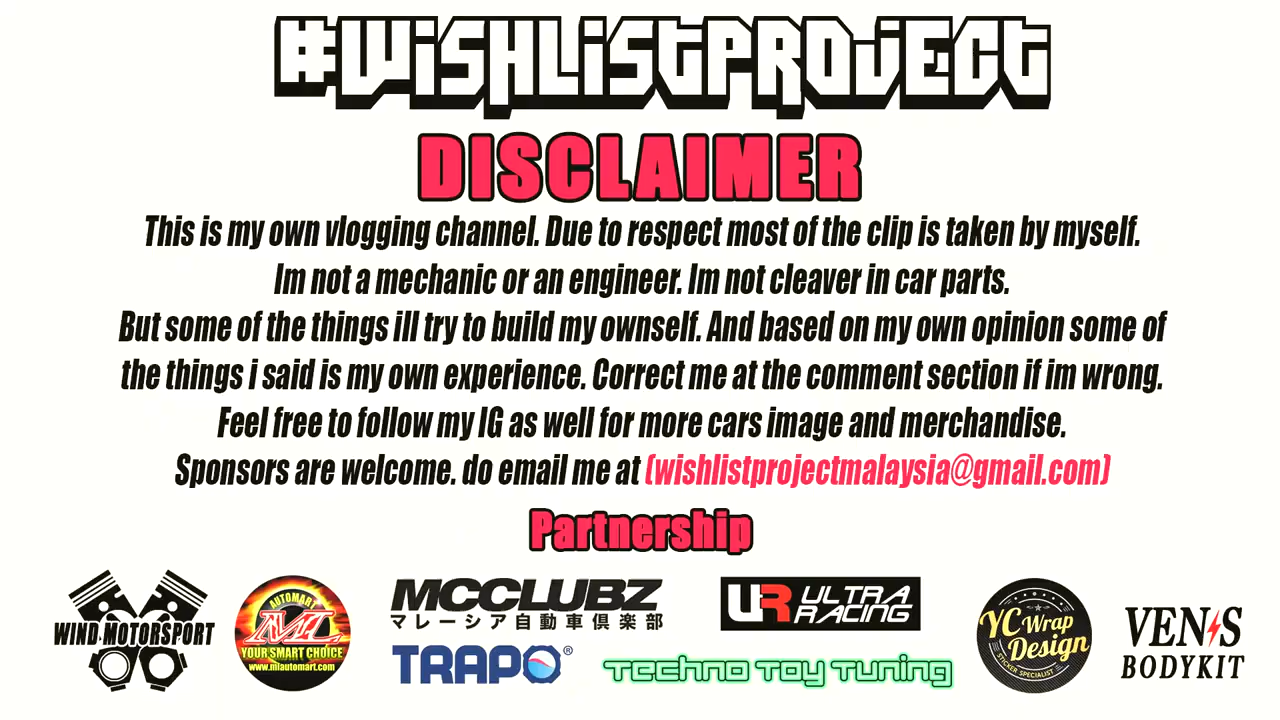 #WiSHLiStPROjECt
DISCLAIMER
This is my own vlogging channel. Due to respect most of the clip is taken by myself.
Im not a mechanic or an engineer. Im not cleaver in car parts.
But some of the things ill try to build my ownself. And based on my own opinion some of
the things i said is my own experience. Correct me at the comment section if im wrong.
Feel free to follow my IG as well for more cars image and merchandise.
Sponsors are welcome. do email me at (wishlistprojectmalaysia@gmail.com)
Partnership
WIND MOTORSPORT
AUTOMART
ML
YOUR SMART CHOICE
www.mlautomart.com
MCCLUBZ
マレーシア自動車倶楽部
TRAPO®
UR ULTRA
RACING
Techno Toy Tuning
YC Wrap
Design
STICKER SPECIALIST
VEN S
BODYKIT